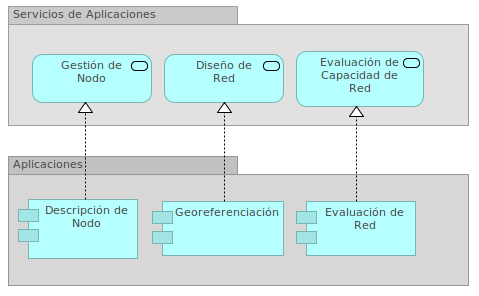 Servicios de Aplicaciones
Gestión de
Nodo
Diseño de
Red
Evaluación de
Capacidad de
Red
Aplicaciones
Descripción de
Nodo
Georeferenciación
Evaluación de
Red